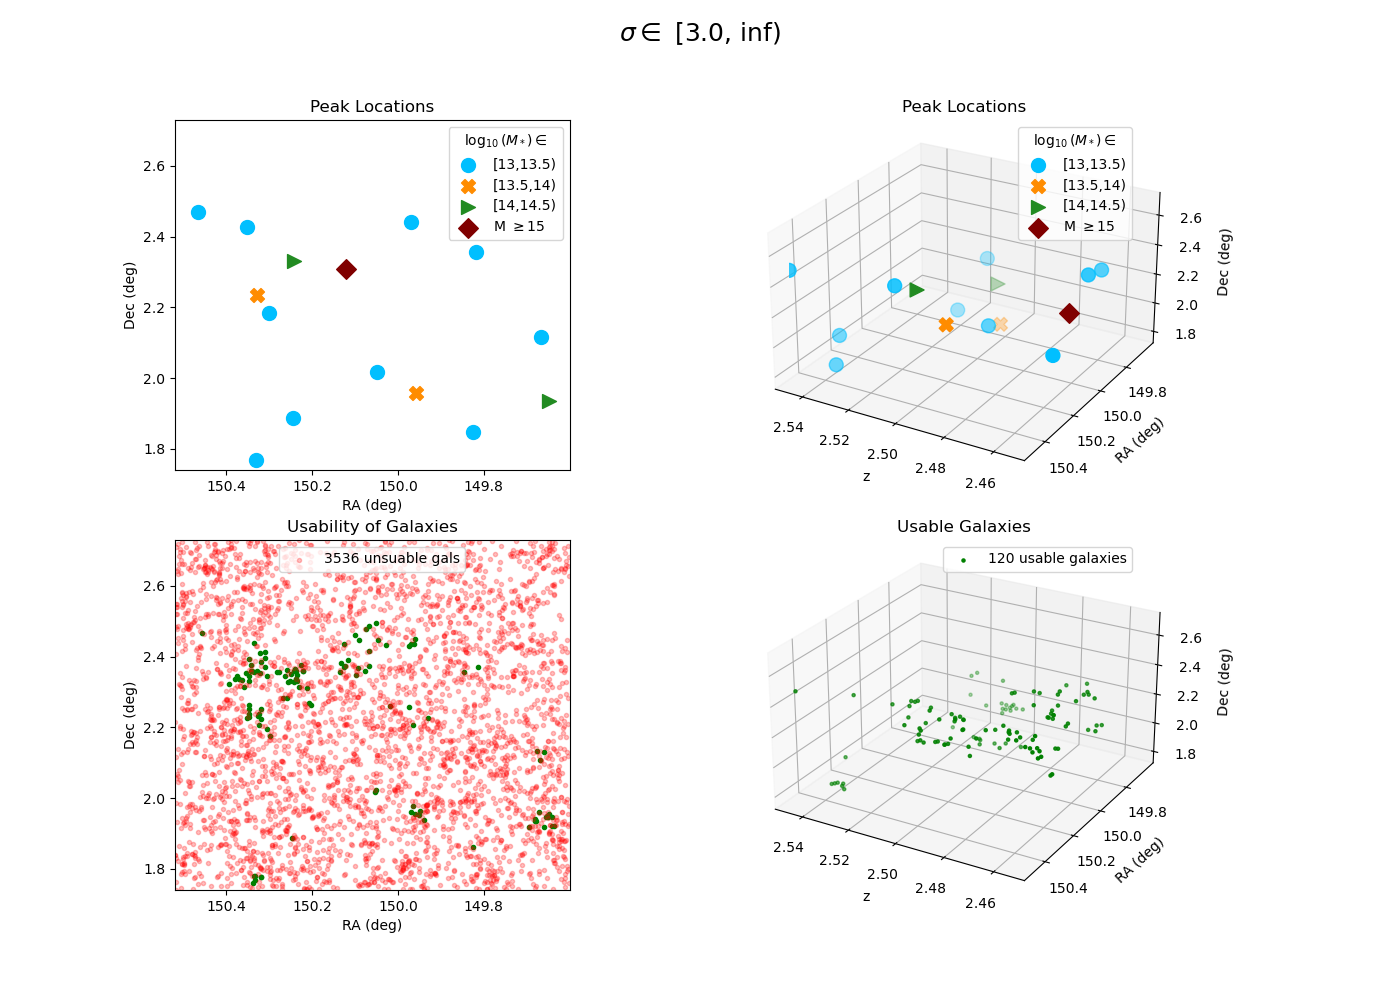 σ ∈ [3.0, inf)
Peak Locations
log10(M*) ∈
[13,13.5)
[13.5,14)
[14,14.5)
M ≥15
2.6
2.4
2.2
2.0
1.8
Dec (deg)
150.4 150.2 150.0 149.8
RA (deg)
Peak Locations
log10(M*) ∈
[13,13.5)
[13.5,14)
[14,14.5)
M ≥15
2.6
2.4
2.2
2.0
1.8
Dec (deg)
149.8
150.0
150.2
150.4
RA (deg)
2.54
2.52
2.50
2.48
2.46
z
Usability of Galaxies
3536 unsuable gals
2.6
2.4
2.2
2.0
1.8
Dec (deg)
150.4 150.2 150.0 149.8
RA (deg)
Usable Galaxies
120 usable galaxies
2.6
2.4
2.2
2.0
1.8
Dec (deg)
149.8
150.0
150.2
150.4
RA (deg)
2.54
2.52
2.50
2.48
2.46
z